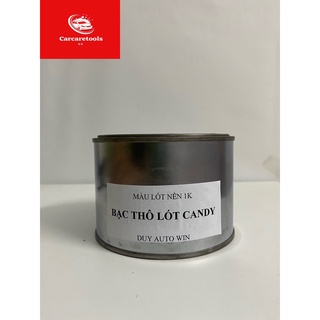 Carcaretools
MÀU LÓT NỀN 1K
BẠC THÔ LÓT CANDY
DUY AUTO WIN